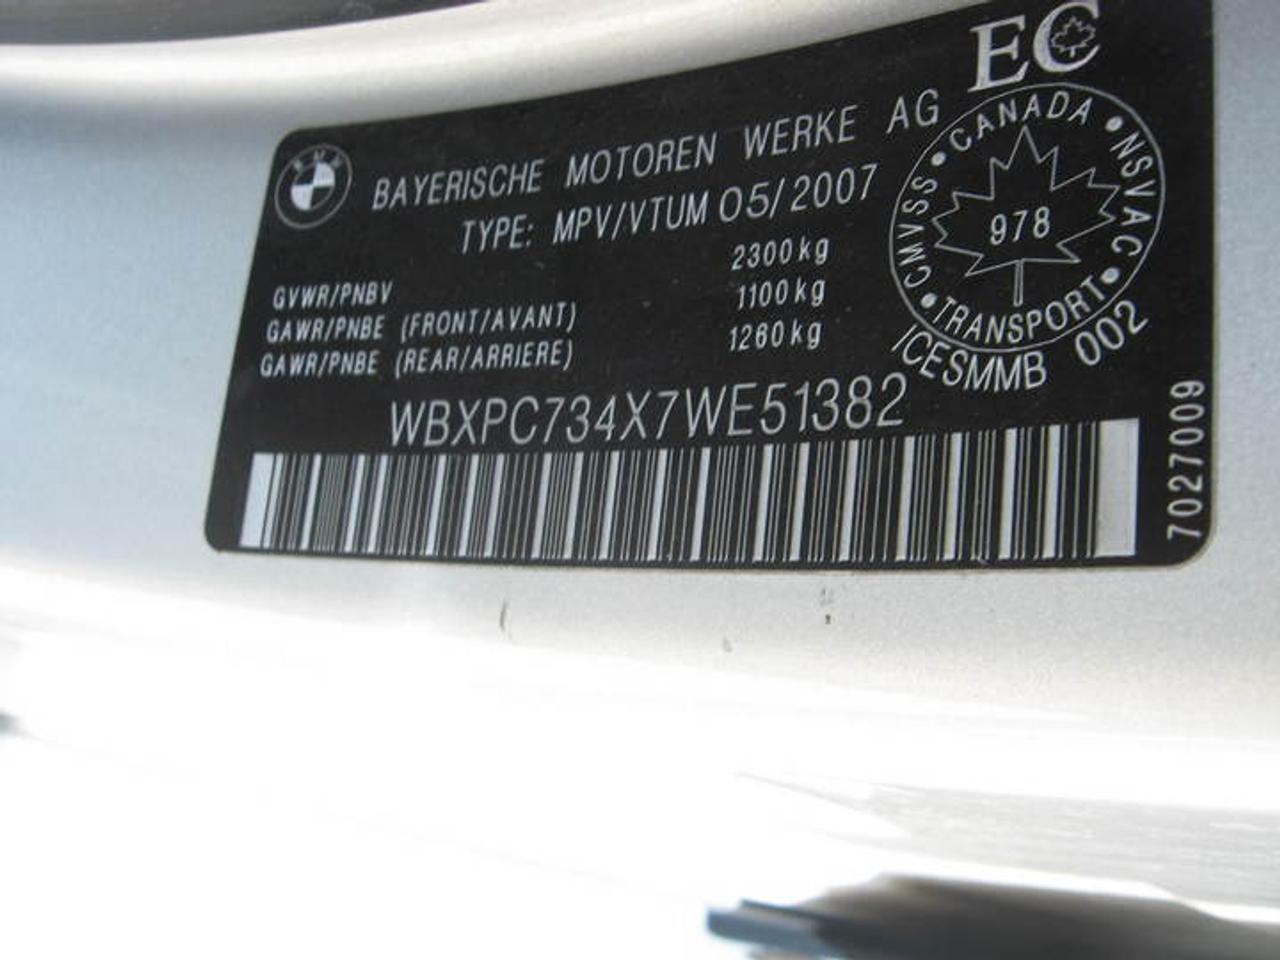 EC
BMW
BAYERISCHE MOTOREN WERKE AG
TYPE: MPV/VTUM 05/2007
GVWR/PNBV 2300kg
GAWR/PNBE (FRONT/AVANT) 1100kg
GAWR/PNBE (REAR/ARRIERE) 1260kg
WBXPC734X7WE51382
CMVSS • CANADA • NSVAC • TRANSPORT •
978
ICESMMB 002
7027009